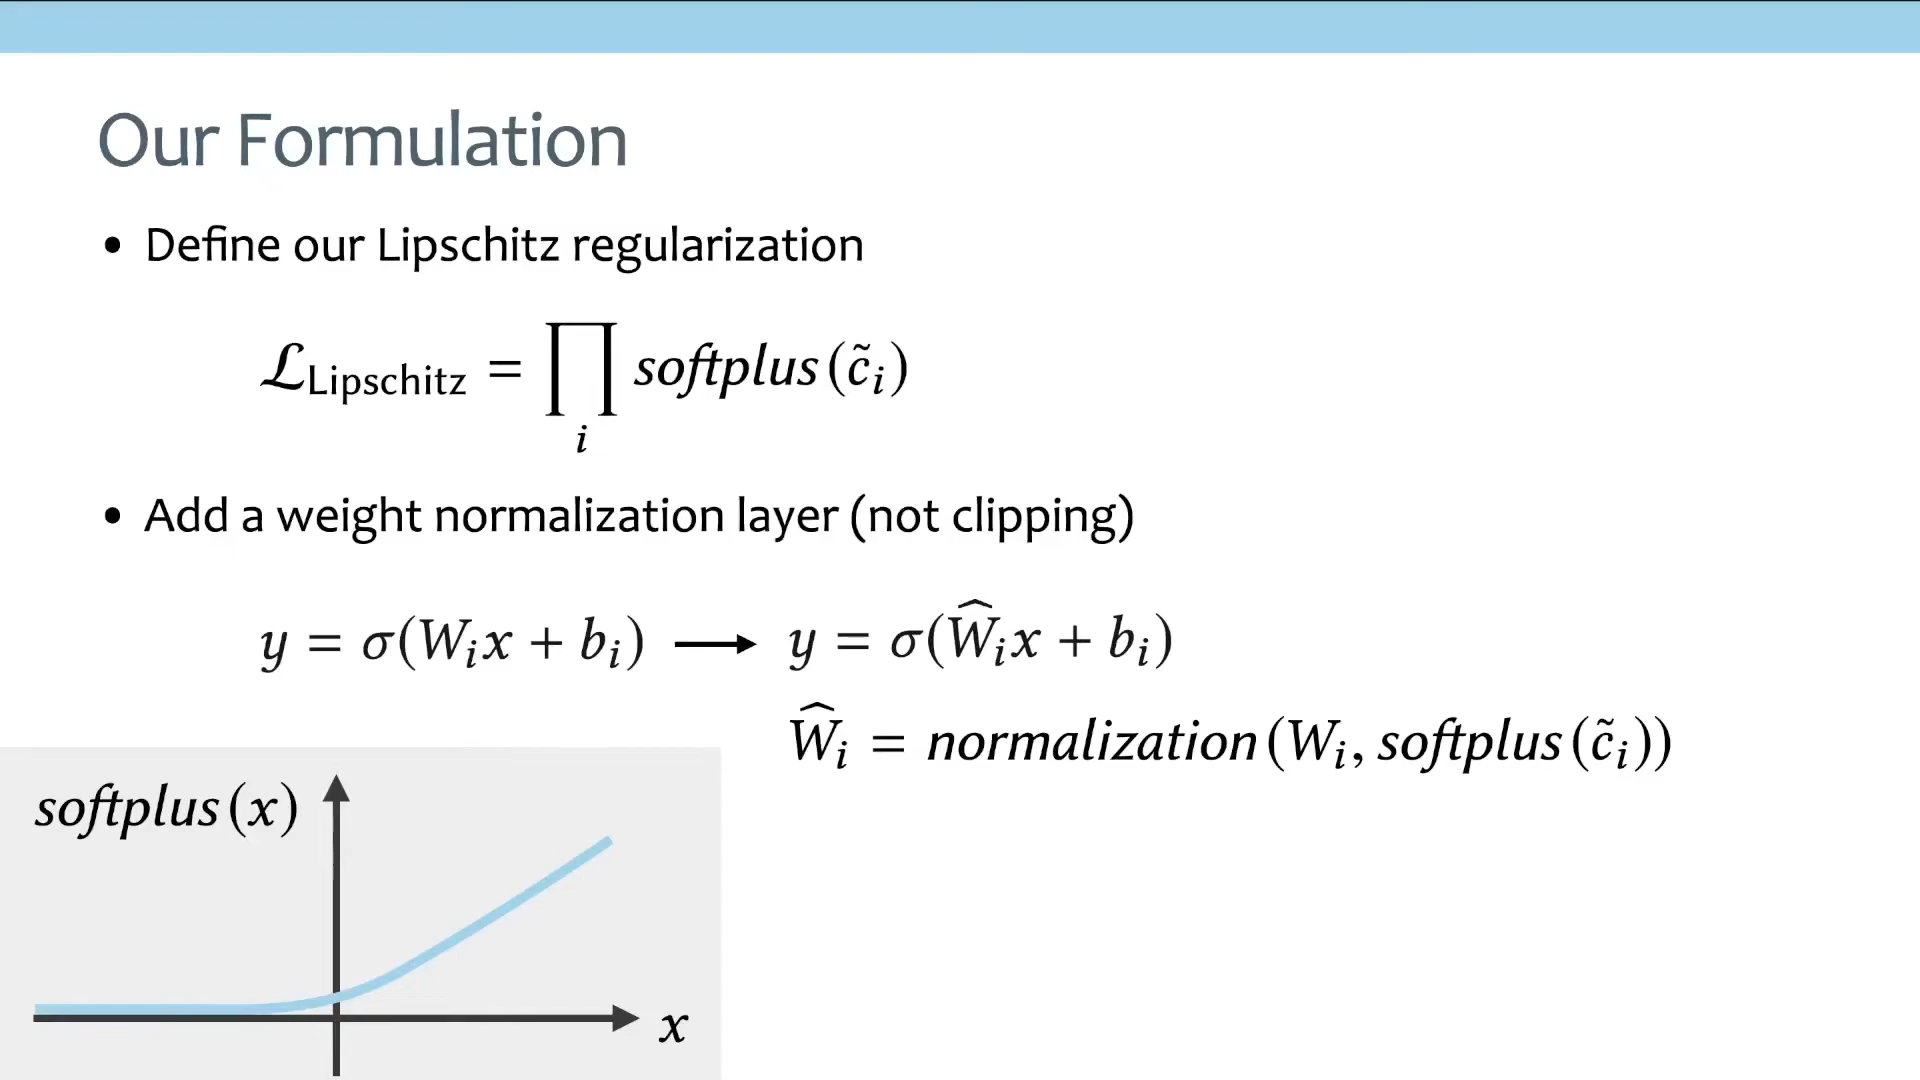 Our Formulation
• Define our Lipschitz regularization
ℒ_Lipschitz = ∏_i softplus(c̃_i)
• Add a weight normalization layer (not clipping)
y = σ(W_i x + b_i) ⟶ y = σ(Ŵ_i x + b_i)
Ŵ_i = normalization(W_i, softplus(c̃_i))
softplus(x)
x